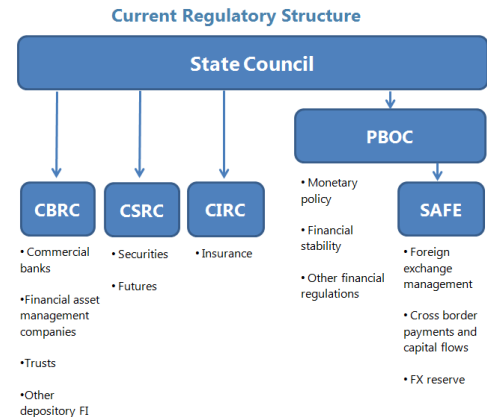 Current Regulatory Structure
State Council
PBOC
CBRC
CSRC
CIRC
SAFE
• Commercial
banks
•Financial asset
management
companies
•Trusts
•Other
depository FI
• Securities
• Futures
• Insurance
• Monetary
policy
• Financial
stability
• Other financial
regulations
• Foreign
exchange
management
• Cross border
payments and
capital flows
• FX reserve